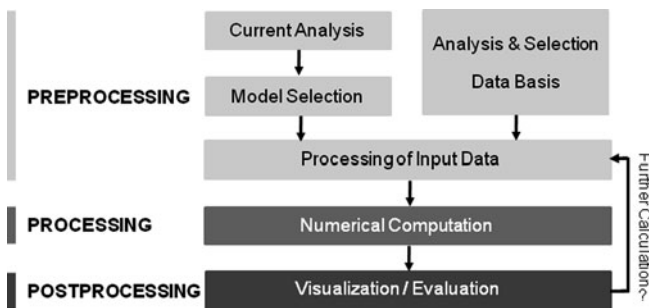 Current Analysis
Analysis & Selection
Data Basis
PREPROCESSING
Model Selection
Processing of Input Data
Further Calculation?
PROCESSING
Numerical Computation
POSTPROCESSING
Visualization / Evaluation